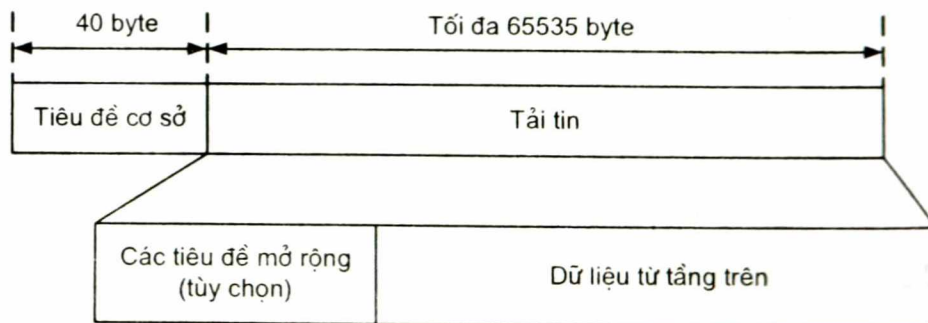 40 byte
Tối đa 65535 byte
Tiêu đề cơ sở
Tải tin
Các tiêu đề mở rộng
(tùy chọn)
Dữ liệu từ tầng trên